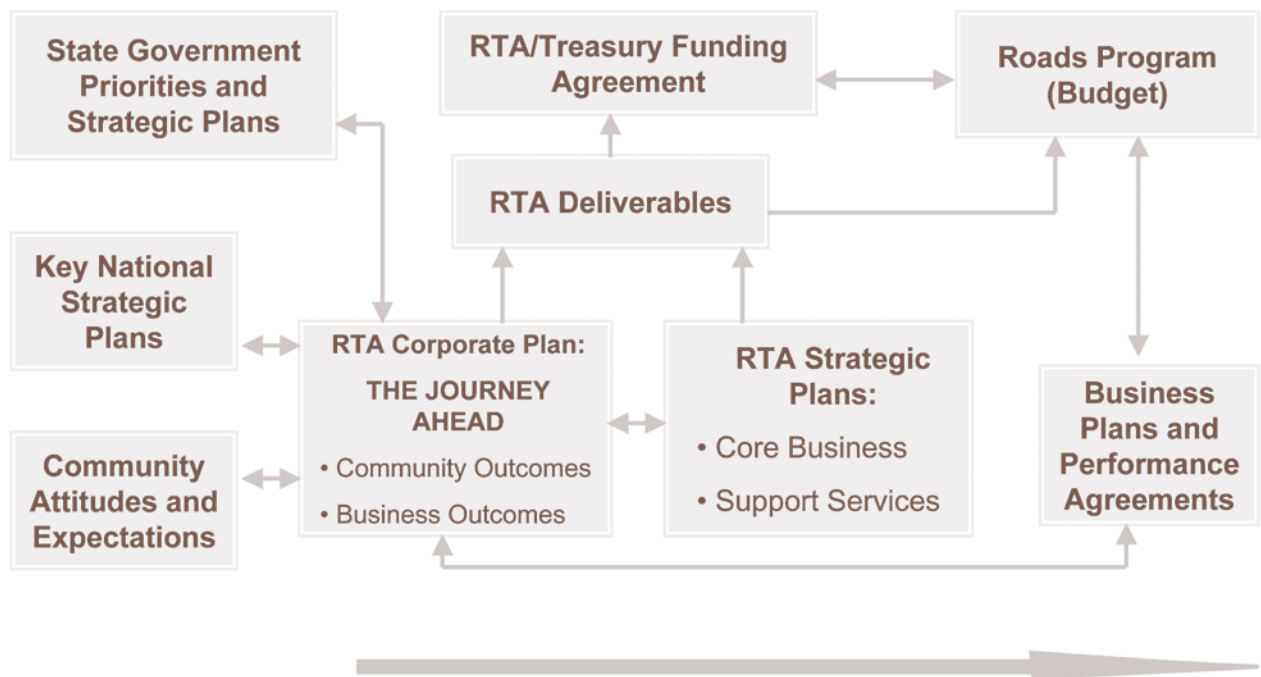 State Government
Priorities and
Strategic Plans
RTA/Treasury Funding
Agreement
Roads Program
(Budget)
RTA Deliverables
Key National
Strategic
Plans
RTA Corporate Plan:
THE JOURNEY
AHEAD
• Community Outcomes
• Business Outcomes
RTA Strategic
Plans:
• Core Business
• Support Services
Business
Plans and
Performance
Agreements
Community
Attitudes and
Expectations